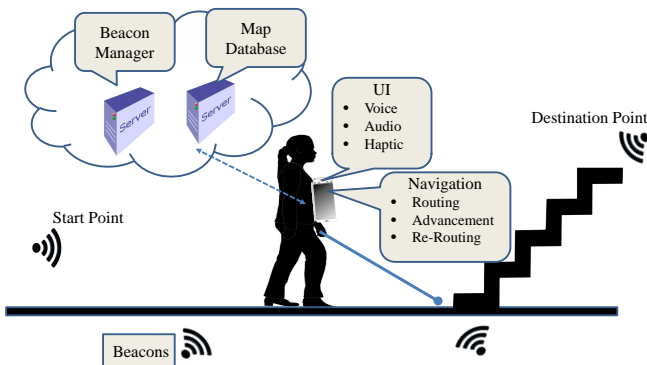 Beacon
Manager
Map
Database
Server
Server
UI
• Voice
• Audio
• Haptic
Destination Point
Navigation
• Routing
• Advancement
• Re-Routing
Start Point
Beacons